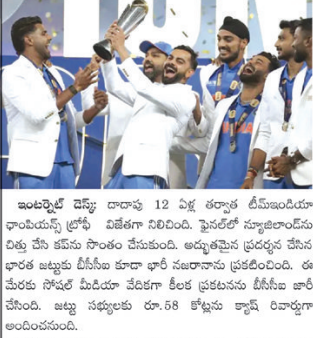 ఇంటర్నెట్ డెస్క్: దాదాపు 12 ఏళ్ల తర్వాత టీమ్ఇండియా
ఛాంపియన్స్ ట్రోఫీ విజేతగా నిలిచింది. ఫైనల్‌లో న్యూజిలాండ్‌ను
చిత్తు చేసి కప్‌ను సొంతం చేసుకుంది. అద్భుతమైన ప్రదర్శన చేసిన
భారత జట్టుకు బీసీసీఐ కూడా భారీ నజరానాను ప్రకటించింది. ఈ
మేరకు సోషల్ మీడియా వేదికగా కీలక ప్రకటనను బీసీసీఐ జారీ
చేసింది. జట్టు సభ్యులకు రూ.58 కోట్లను క్యాష్ రివార్డుగా
అందించనుంది.